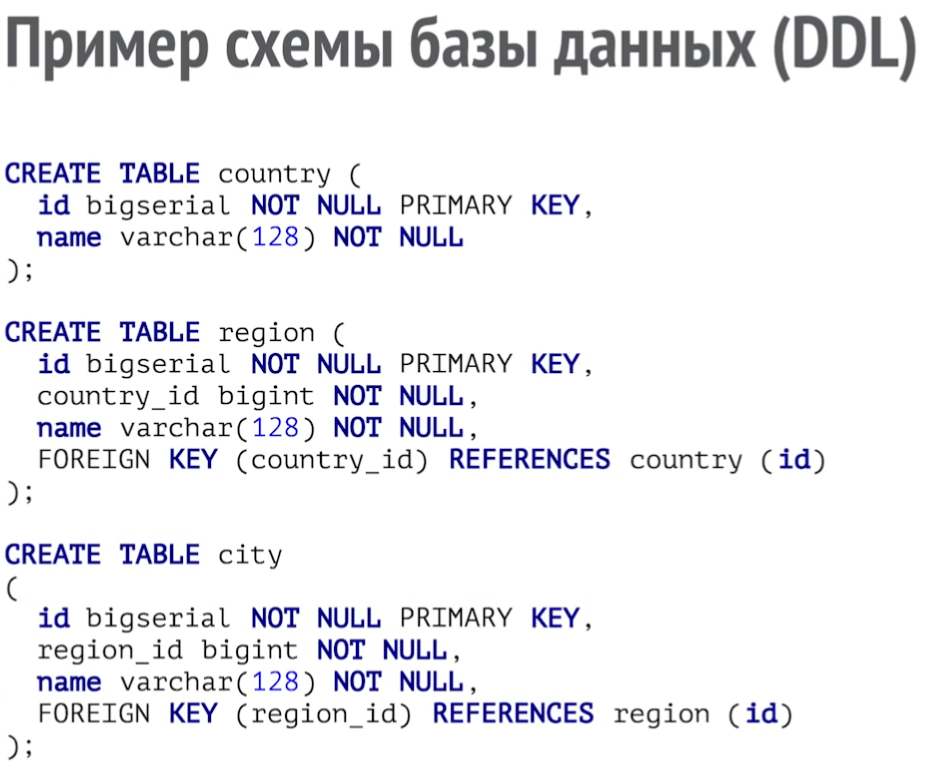 Пример схемы базы данных (DDL)
CREATE TABLE country (
id bigserial NOT NULL PRIMARY KEY,
name varchar(128) NOT NULL
);
CREATE TABLE region (
id bigserial NOT NULL PRIMARY KEY,
country_id bigint NOT NULL,
name varchar(128) NOT NULL,
FOREIGN KEY (country_id) REFERENCES country (id)
);
CREATE TABLE city
(
id bigserial NOT NULL PRIMARY KEY,
region_id bigint NOT NULL,
name varchar(128) NOT NULL,
FOREIGN KEY (region_id) REFERENCES region (id)
);